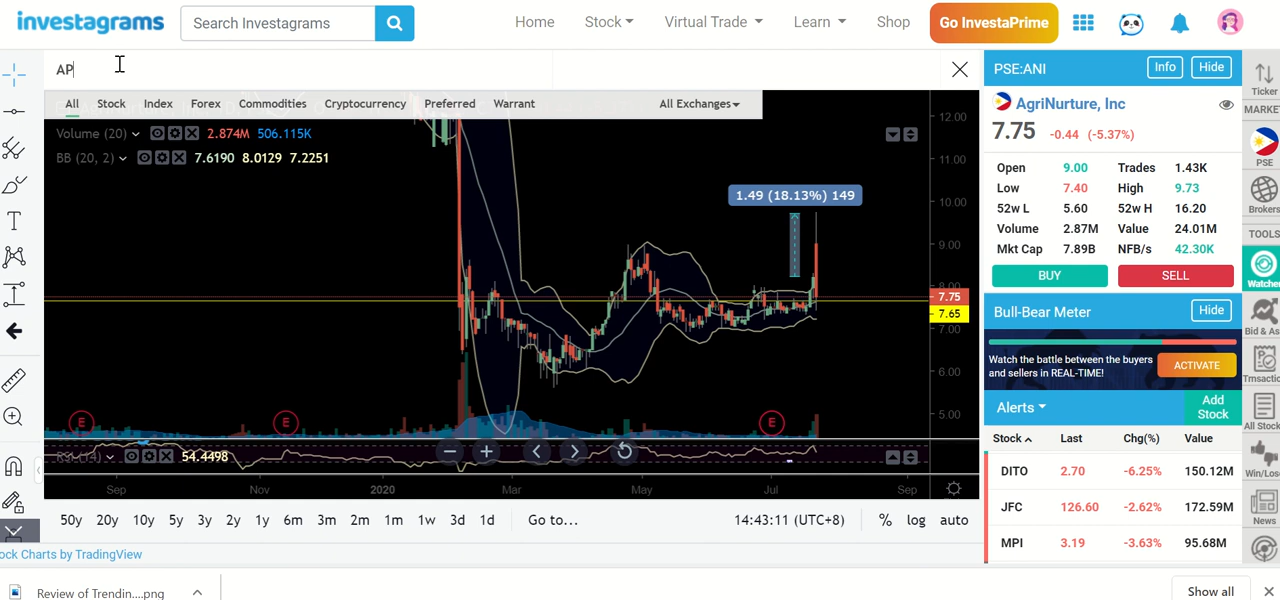 investagrams
Search Investagrams
Home
Stock
Virtual Trade
Learn
Shop
Go InvestaPrime
AP
All Stock Index Forex Commodities Cryptocurrency Preferred Warrant All Exchanges
Volume (20) 2.874M 506.115K
BB (20, 2) 7.6190 8.0129 7.2251
1.49 (18.13%) 149
12.00
11.00
10.00
9.00
8.00
7.75
7.65
7.00
6.00
5.00
E
E
E
RSI (14) 54.4498
Sep Nov 2020 Mar May Jul Sep
50y 20y 10y 5y 3y 2y 1y 6m 3m 2m 1m 1w 3d 1d Go to... 14:43:11 (UTC+8) % log auto
ock Charts by TradingView
PSE:ANI Info Hide
AgriNurture, Inc
7.75 -0.44 (-5.37%)
Open 9.00 Trades 1.43K
Low 7.40 High 9.73
52w L 5.60 52w H 16.20
Volume 2.87M Value 24.01M
Mkt Cap 7.89B NFB/s 42.30K
BUY SELL
Bull-Bear Meter Hide
Watch the battle between the buyers
and sellers in REAL-TIME!
ACTIVATE
Alerts
Add
Stock
Stock Last Chg(%) Value
DITO 2.70 -6.25% 150.12M
JFC 126.60 -2.62% 172.59M
MPI 3.19 -3.63% 95.68M
Ticker
MARKE
PSE
Brokers
TOOLS
Watche
Bid & As
Tmsactic
All Stock
Win/Los
News
Review of Trendin....png
Show all